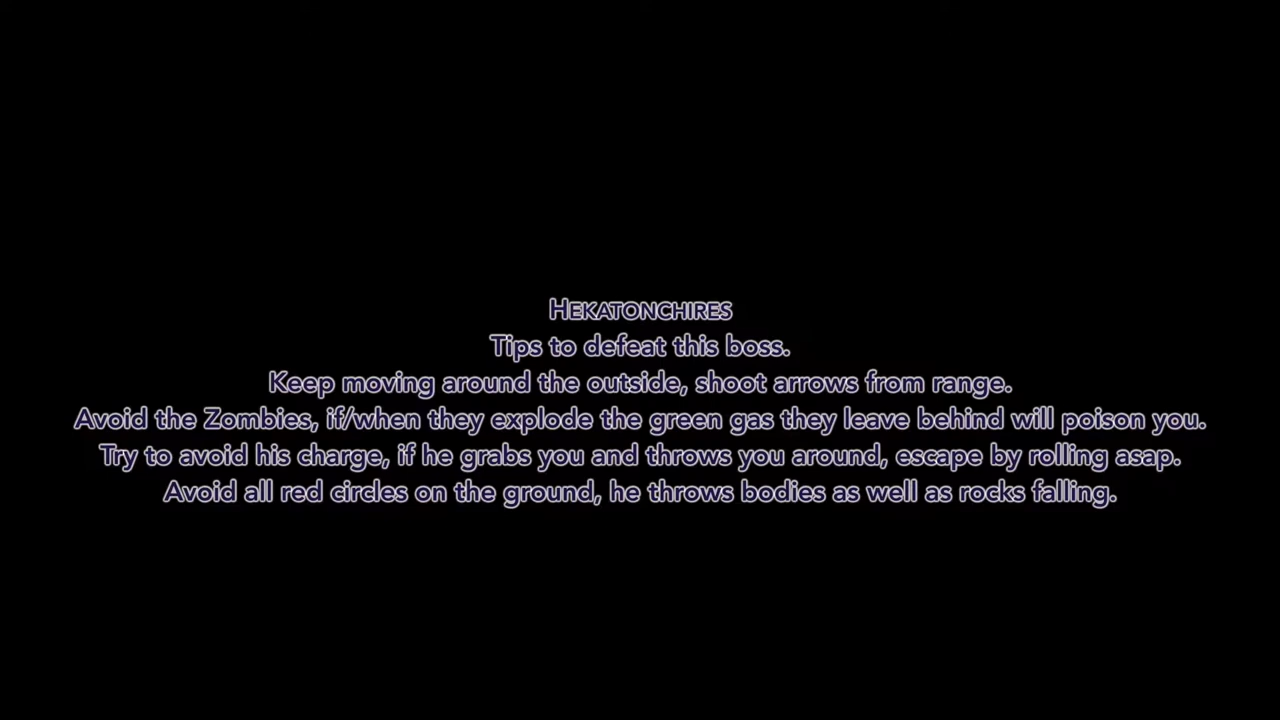 HEKATONCHIRES
Tips to defeat this boss.
Keep moving around the outside, shoot arrows from range.
Avoid the Zombies, if/when they explode the green gas they leave behind will poison you.
Try to avoid his charge, if he grabs you and throws you around, escape by rolling asap.
Avoid all red circles on the ground, he throws bodies as well as rocks falling.